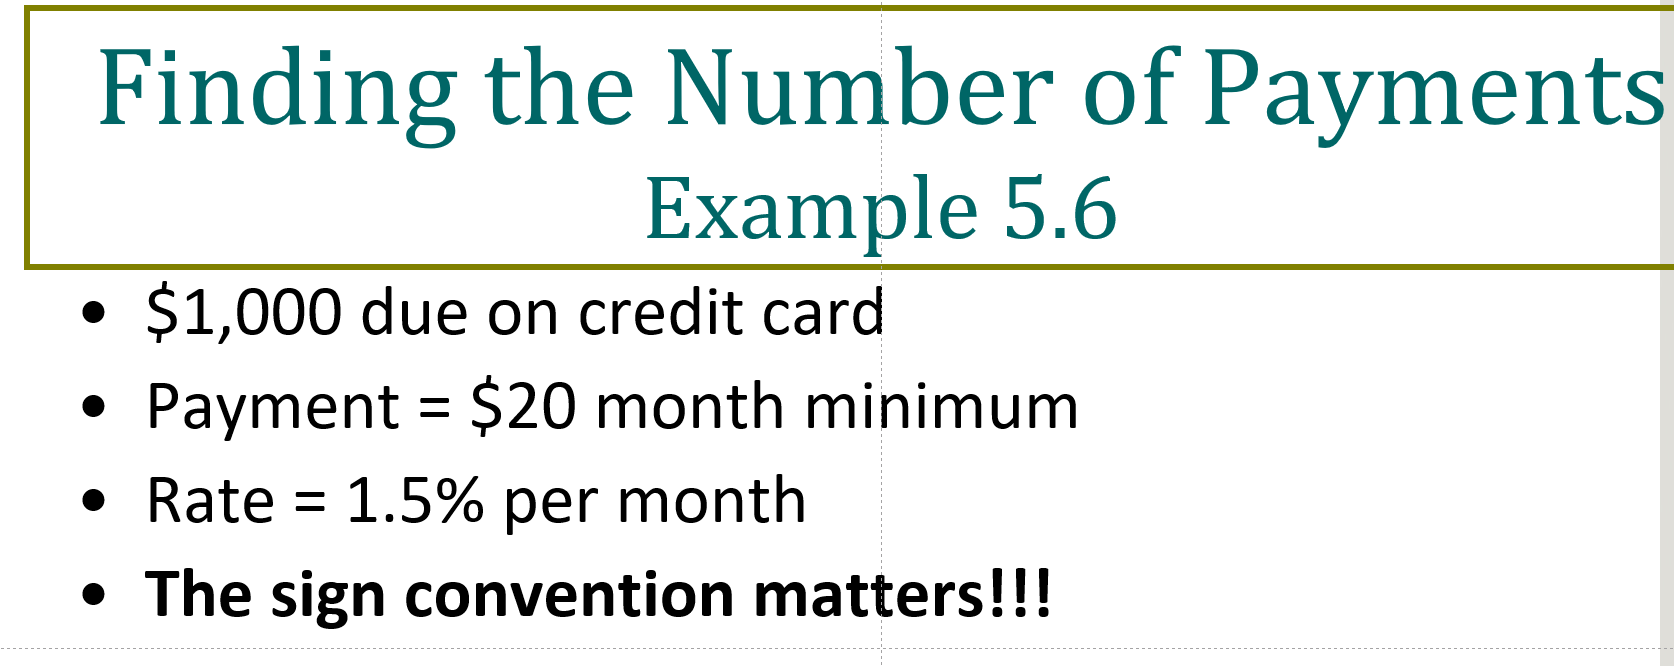 Finding the Number of Payments
Example 5.6
• $1,000 due on credit card
• Payment = $20 month minimum
• Rate = 1.5% per month
• The sign convention matters!!!